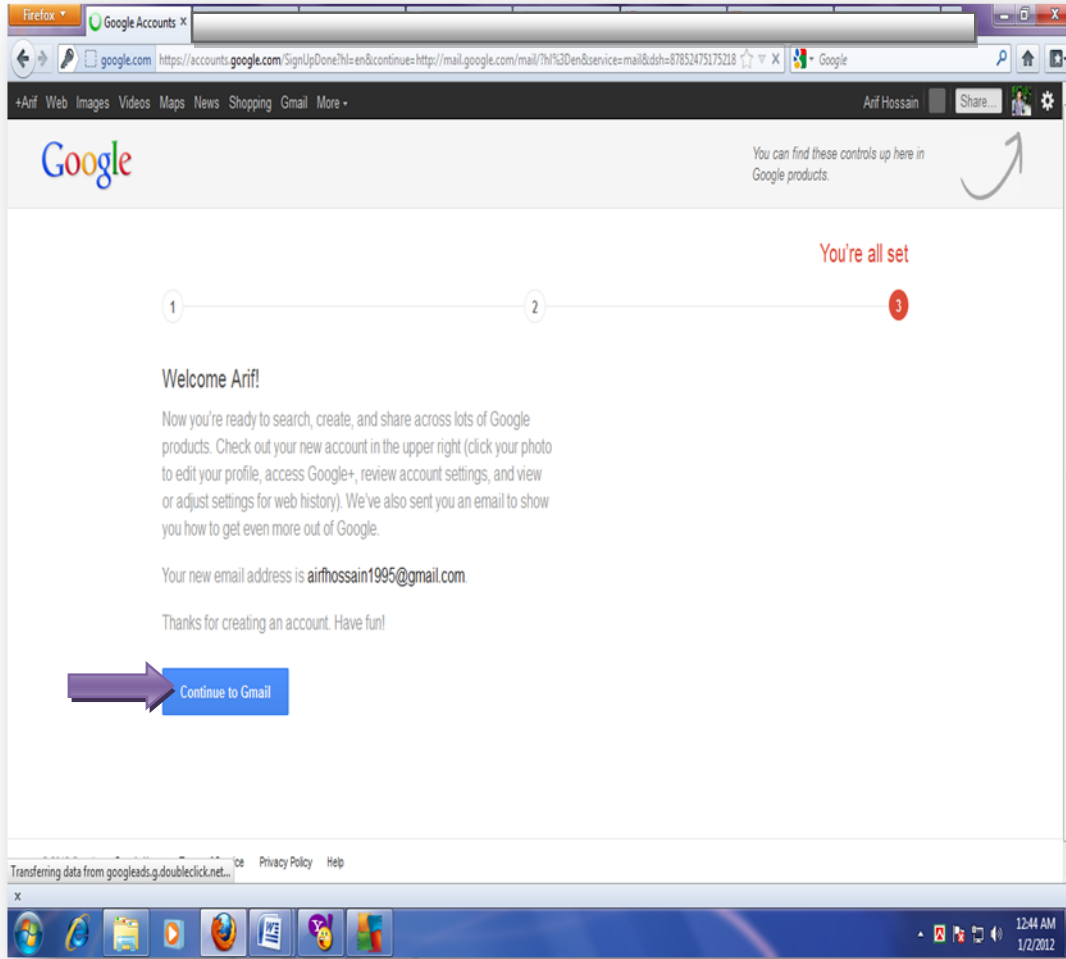 Firefox
Google Accounts ×
google.com https://accounts.google.com/SignUpDone?hl=en&continue=http://mail.google.com/mail/?hl%3Den&service=mail&dsh=87852475175218 Google
+Arif Web Images Videos Maps News Shopping Gmail More Arif Hossain Share...
Google
You can find these controls up here in
Google products.
You're all set
1 2 3
Welcome Arif!
Now you're ready to search, create, and share across lots of Google
products. Check out your new account in the upper right (click your photo
to edit your profile, access Google+, review account settings, and view
or adjust settings for web history). We've also sent you an email to show
you how to get even more out of Google.
Your new email address is airfhossain1995@gmail.com.
Thanks for creating an account. Have fun!
Continue to Gmail
Privacy Policy Help
Transferring data from googleads.g.doubleclick.net...
x
12:44 AM
1/2/2012